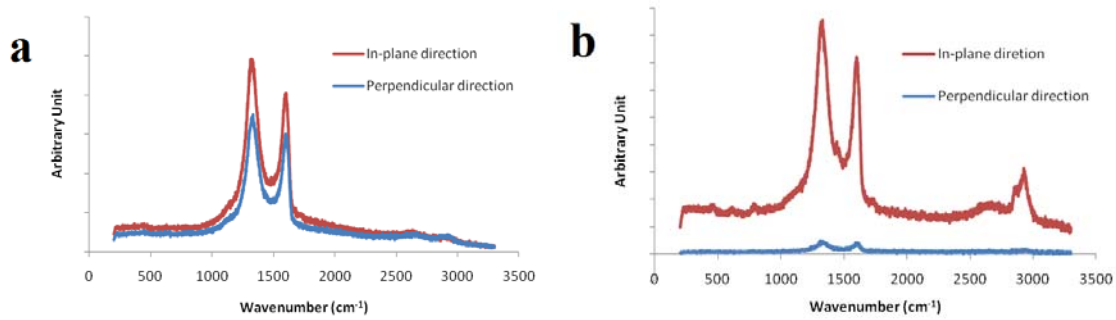 a
In-plane direction
Perpendicular direction
Arbitrary Unit
0 500 1000 1500 2000 2500 3000 3500
Wavenumber (cm⁻¹)
b
In-plane diretion
Perpendicular direction
Arbitrary Unit
0 500 1000 1500 2000 2500 3000 3500
Wavenumber (cm⁻¹)